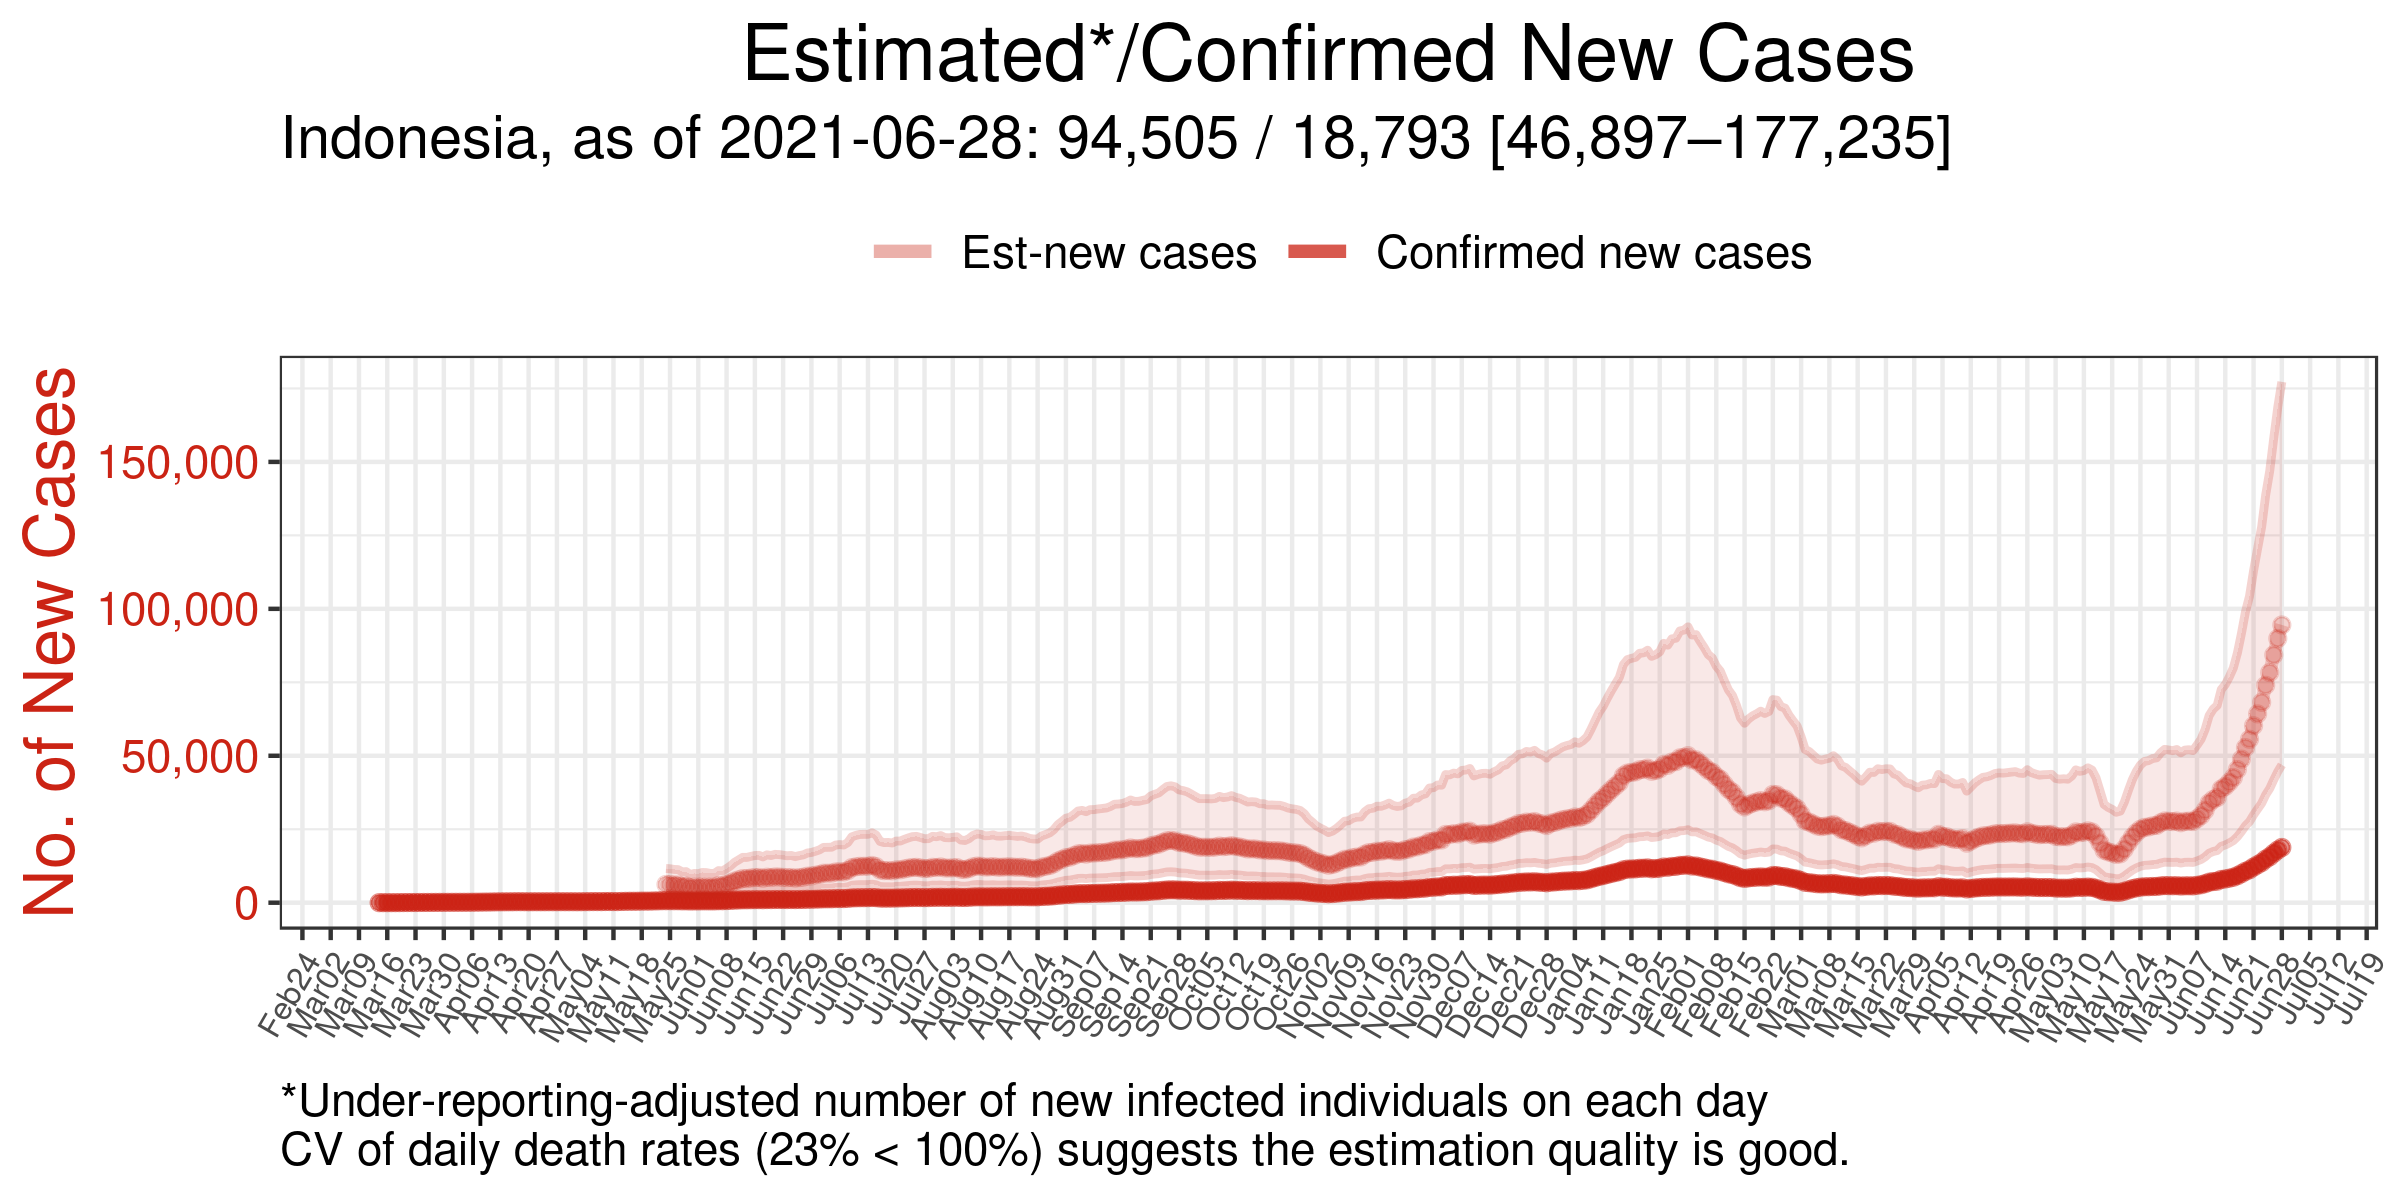 Estimated*/Confirmed New Cases
Indonesia, as of 2021-06-28: 94,505 / 18,793 [46,897–177,235]
Est-new cases Confirmed new cases
No. of New Cases
150,000
100,000
50,000
0
Feb24 Mar02 Mar09 Mar16 Mar23 Mar30 Apr06 Apr13 Apr20 Apr27 May04 May11 May18 May25 Jun01 Jun08 Jun15 Jun22 Jun29 Jul06 Jul13 Jul20 Jul27 Aug03 Aug10 Aug17 Aug24 Aug31 Sep07 Sep14 Sep21 Sep28 Oct05 Oct12 Oct19 Oct26 Nov02 Nov09 Nov16 Nov23 Nov30 Dec07 Dec14 Dec21 Dec28 Jan04 Jan11 Jan18 Jan25 Feb01 Feb08 Feb15 Feb22 Mar01 Mar08 Mar15 Mar22 Mar29 Apr05 Apr12 Apr19 Apr26 May03 May10 May17 May24 May31 Jun07 Jun14 Jun21 Jun28 Jul05 Jul12 Jul19
*Under-reporting-adjusted number of new infected individuals on each day
CV of daily death rates (23% < 100%) suggests the estimation quality is good.